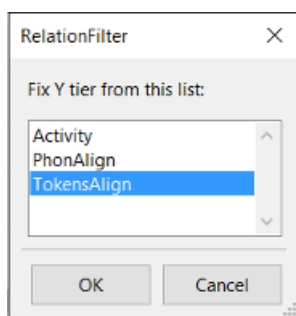 RelationFilter
Fix Y tier from this list:
Activity
PhonAlign
TokensAlign
OK Cancel